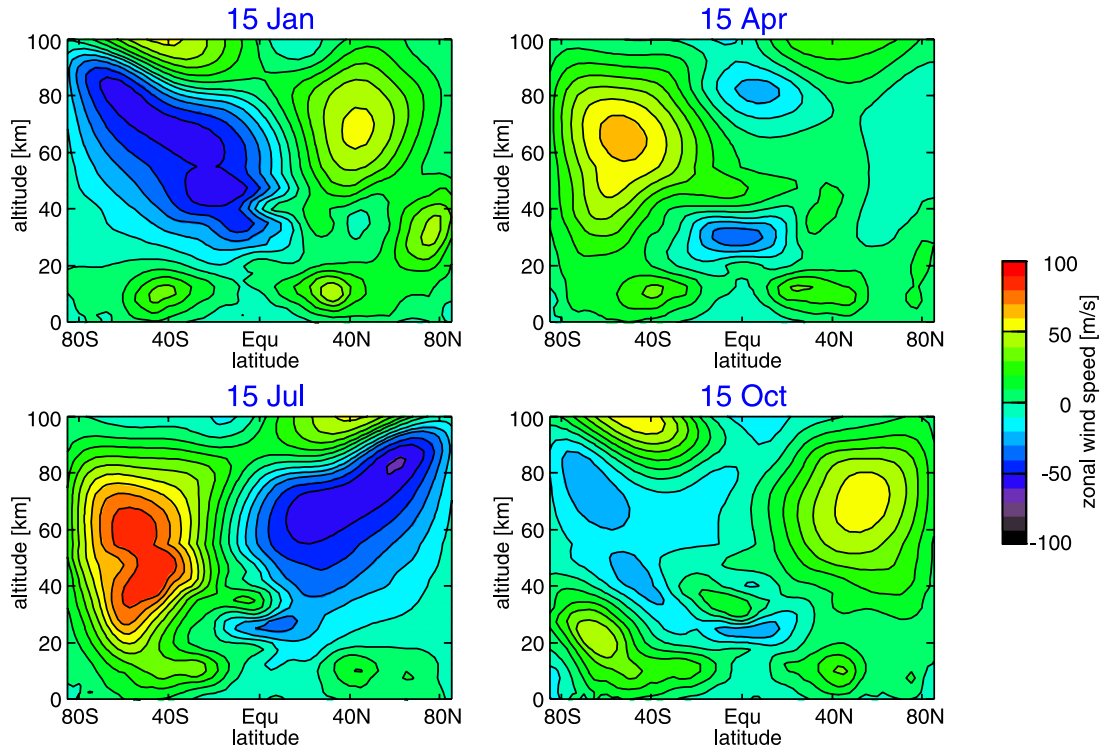 15 Jan
15 Apr
100
80
60
40
20
0
altitude [km]
80S 40S Equ 40N 80N
latitude
100
80
60
40
20
0
altitude [km]
80S 40S Equ 40N 80N
latitude
15 Jul
15 Oct
100
80
60
40
20
0
altitude [km]
80S 40S Equ 40N 80N
latitude
100
80
60
40
20
0
altitude [km]
80S 40S Equ 40N 80N
latitude
100
50
0
-50
-100
zonal wind speed [m/s]